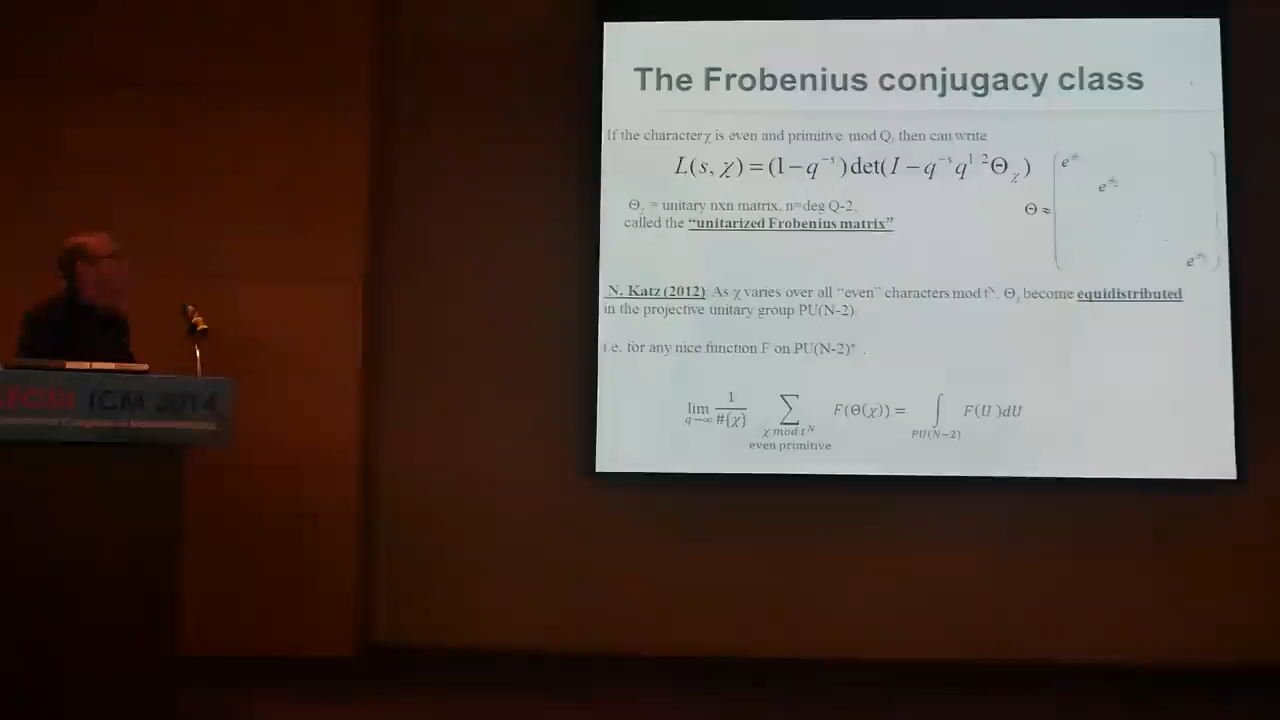 The Frobenius conjugacy class
If the character χ is even and primitive mod Q, then can write
L(s, χ) = (1 − q^{−s}) det(I − q^{−s} q^{1 2} Θ_χ)
Θ ≈
Θ_χ = unitary nxn matrix, n=deg Q-2,
called the “unitarized Frobenius matrix”
N. Katz (2012): As χ varies over all “even” characters mod t^N, Θ_χ become equidistributed
in the projective unitary group PU(N-2)
i.e. for any nice function F on PU(N-2)
lim_{q→∞} 1/#{χ} ∑_{χ mod t^N even primitive} F(Θ(χ)) = ∫_{PU(N−2)} F(U)dU
ICM 2014